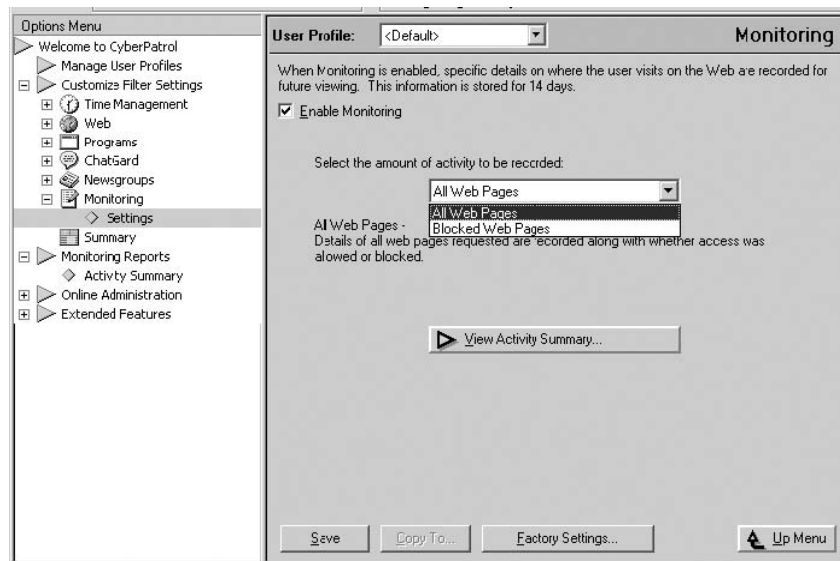 Options Menu
Welcome to CyberPatrol
Manage User Profiles
Customize Filter Settings
Time Management
Web
Programs
ChatGard
Newsgroups
Monitoring
Settings
Summary
Monitoring Reports
Activity Summary
Online Administration
Extended Features
User Profile: <Default> Monitoring
When Monitoring is enabled, specific details on where the user visits on the Web are recorded for
future viewing. This information is stored for 14 days.
Enable Monitoring
Select the amount of activity to be recorded:
All Web Pages
All Web Pages
Blocked Web Pages
All Web Pages -
Details of all web pages requested are recorded along with whether access was
allowed or blocked.
View Activity Summary...
Save Copy To... Factory Settings... Up Menu